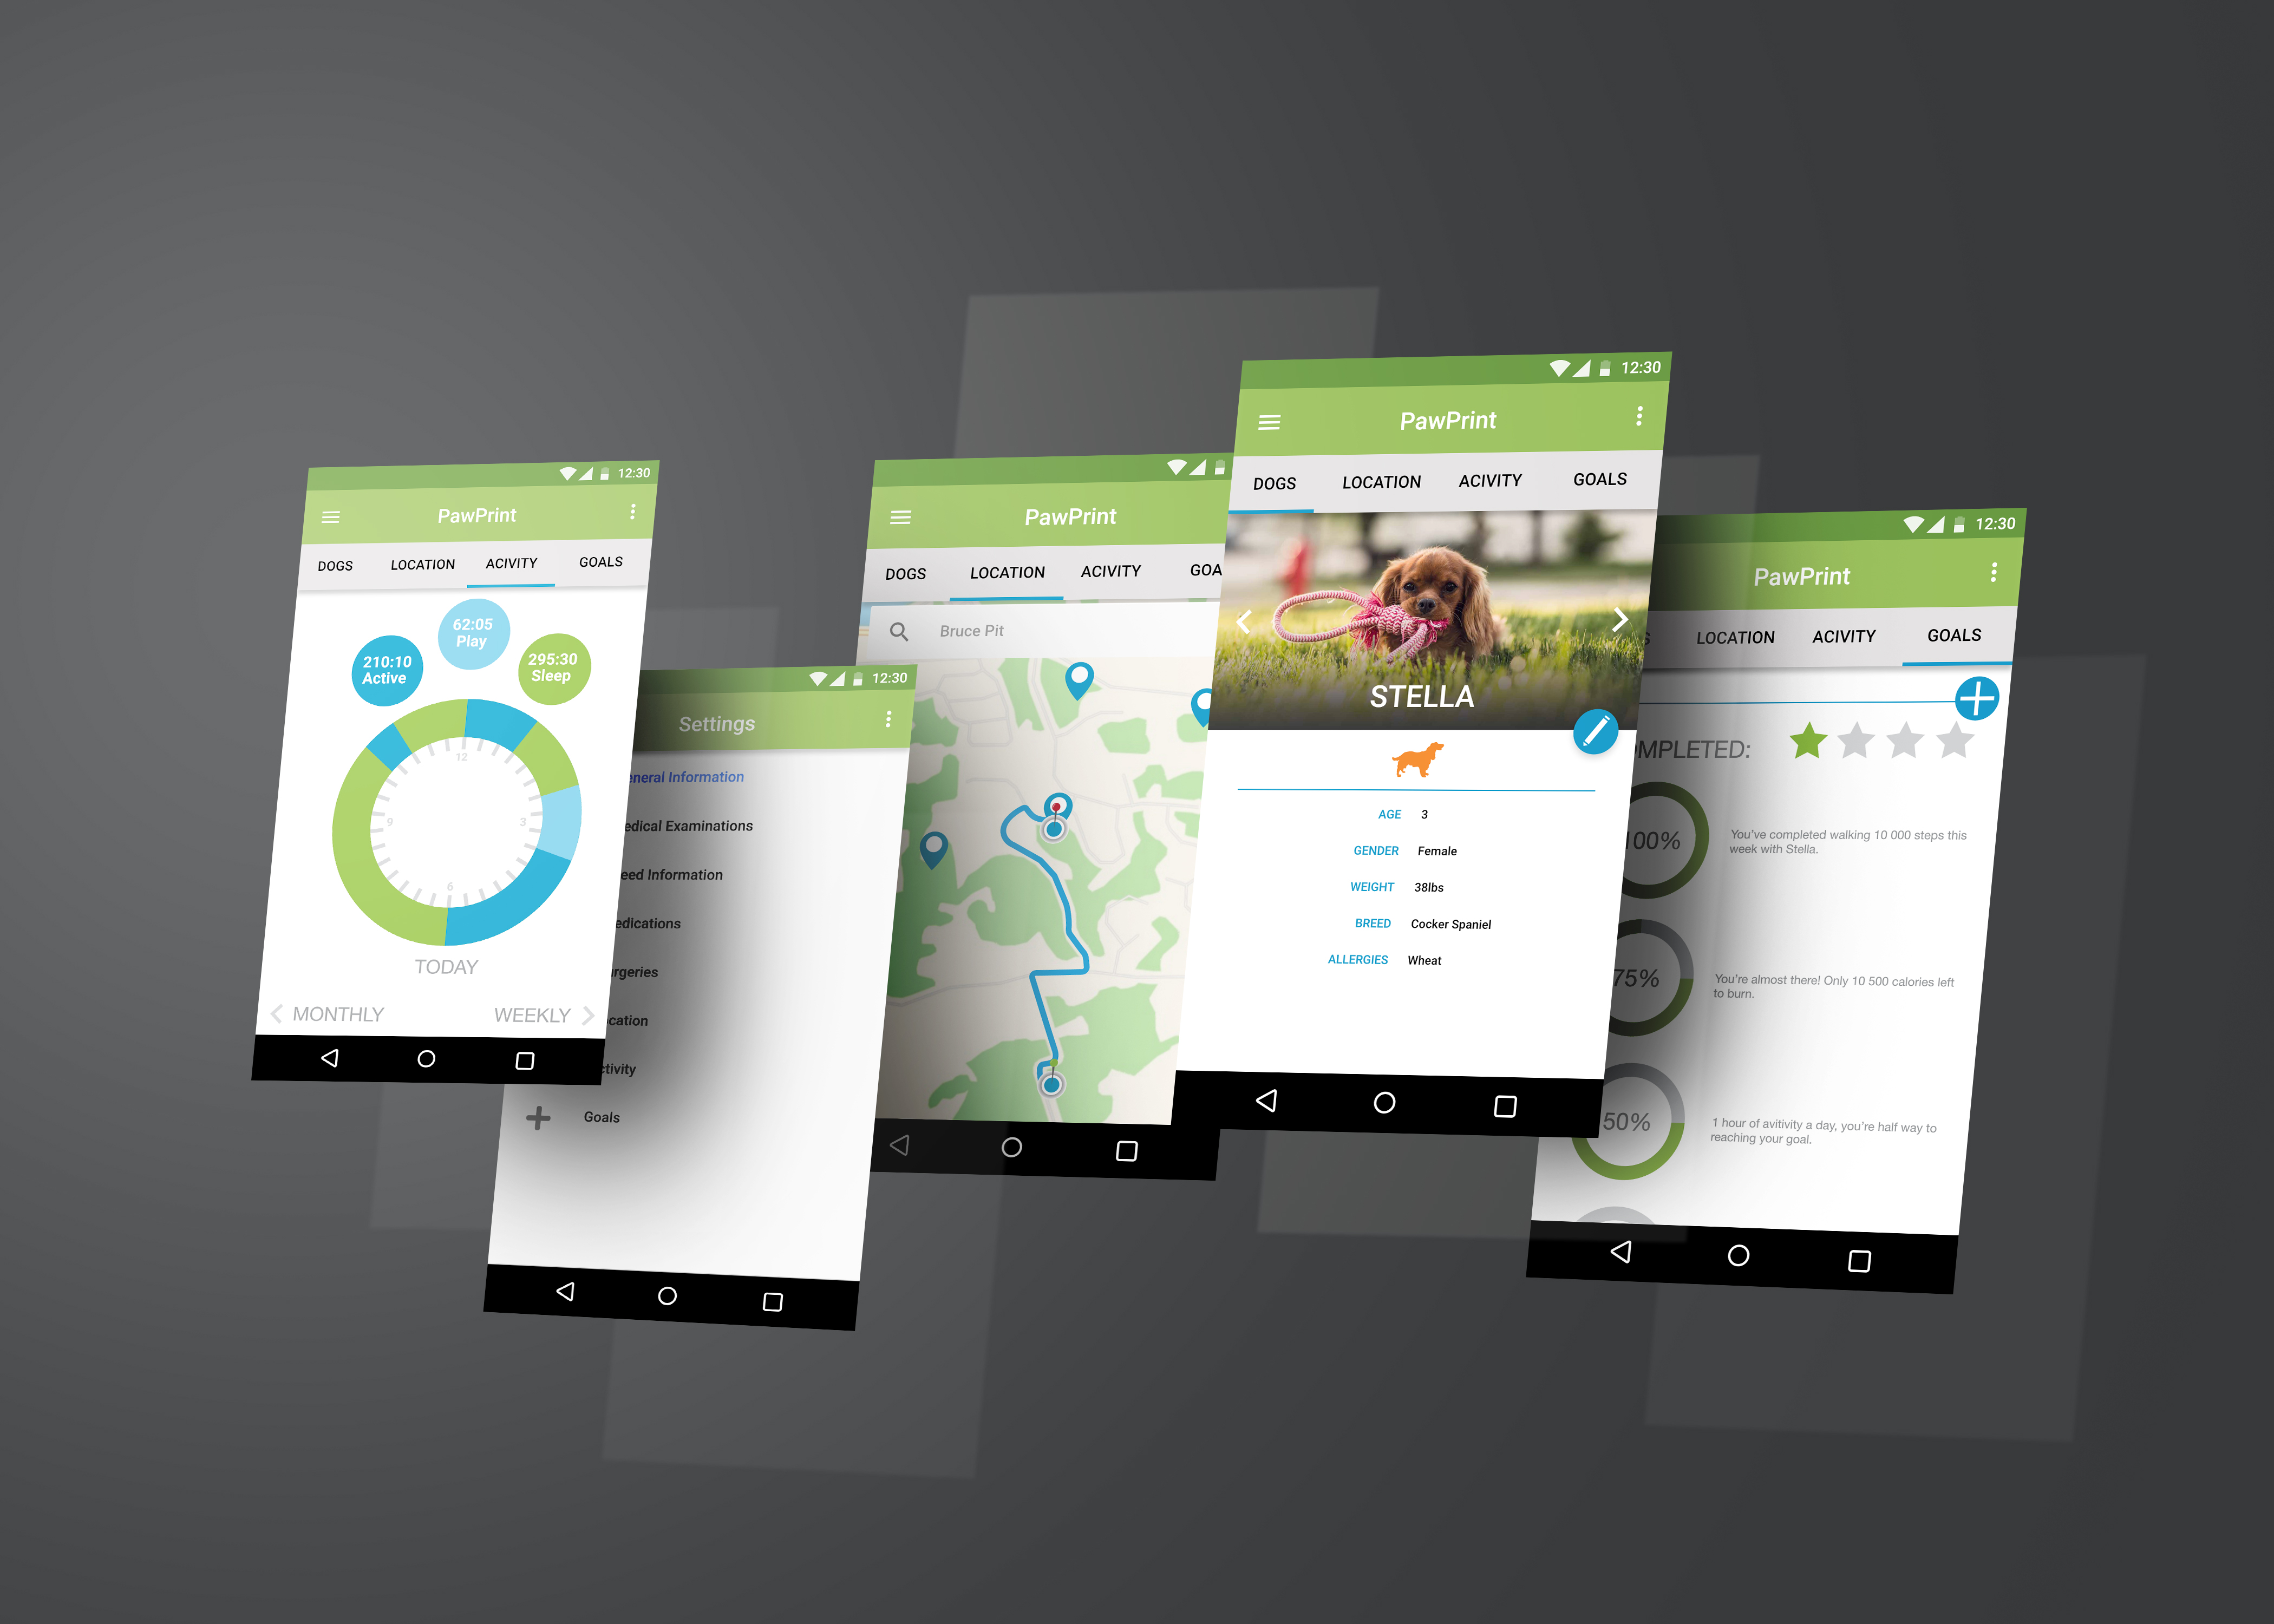 12:30
PawPrint
DOGS LOCATION ACIVITY GOALS
62:05
Play
210:10
Active
295:30
Sleep
12
3
6
9
TODAY
MONTHLY WEEKLY
12:30
Settings
eneral Information
edical Examinations
eed Information
edications
urgeries
cation
tivity
Goals
PawPrint
DOGS LOCATION ACIVITY GOA
Bruce Pit
12:30
PawPrint
DOGS LOCATION ACIVITY GOALS
STELLA
AGE 3
GENDER Female
WEIGHT 38lbs
BREED Cocker Spaniel
ALLERGIES Wheat
12:30
PawPrint
S LOCATION ACIVITY GOALS
MPLETED:
100%
You've completed walking 10 000 steps this
week with Stella.
75%
You're almost there! Only 10 500 calories left
to burn.
50%
1 hour of avitivity a day, you're half way to
reaching your goal.